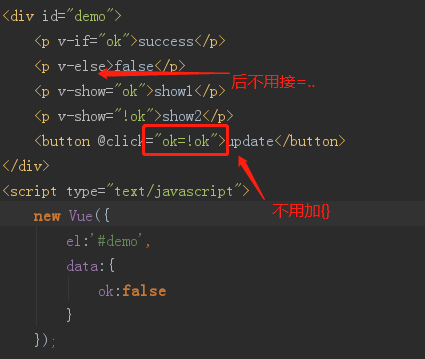 <div id="demo">
<p v-if="ok">success</p>
<p v-else>false</p>
后不用接=..
<p v-show="ok">show1</p>
<p v-show="!ok">show2</p>
<button @click="ok=!ok">update</button>
</div>
不用加{}
<script type="text/javascript">
new Vue({
el:'#demo',
data:{
ok:false
}
});